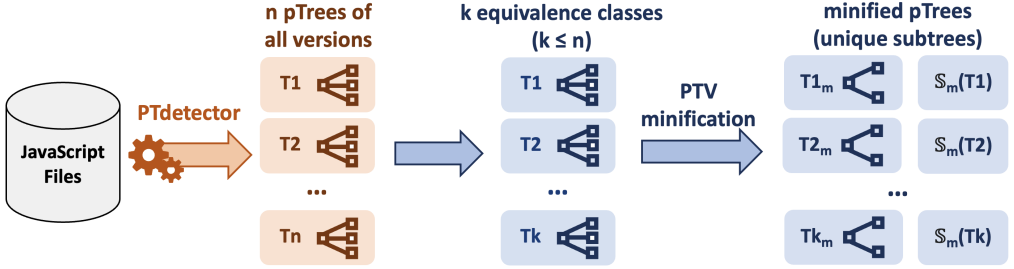 n pTrees of
all versions
k equivalence classes
(k ≤ n)
minified pTrees
(unique subtrees)
JavaScript
Files
PTdetector
T1
T2
...
Tn
T1
T2
...
Tk
PTV
minification
T1ₘ
𝕊ₘ(T1)
T2ₘ
𝕊ₘ(T2)
...
Tkₘ
𝕊ₘ(Tk)